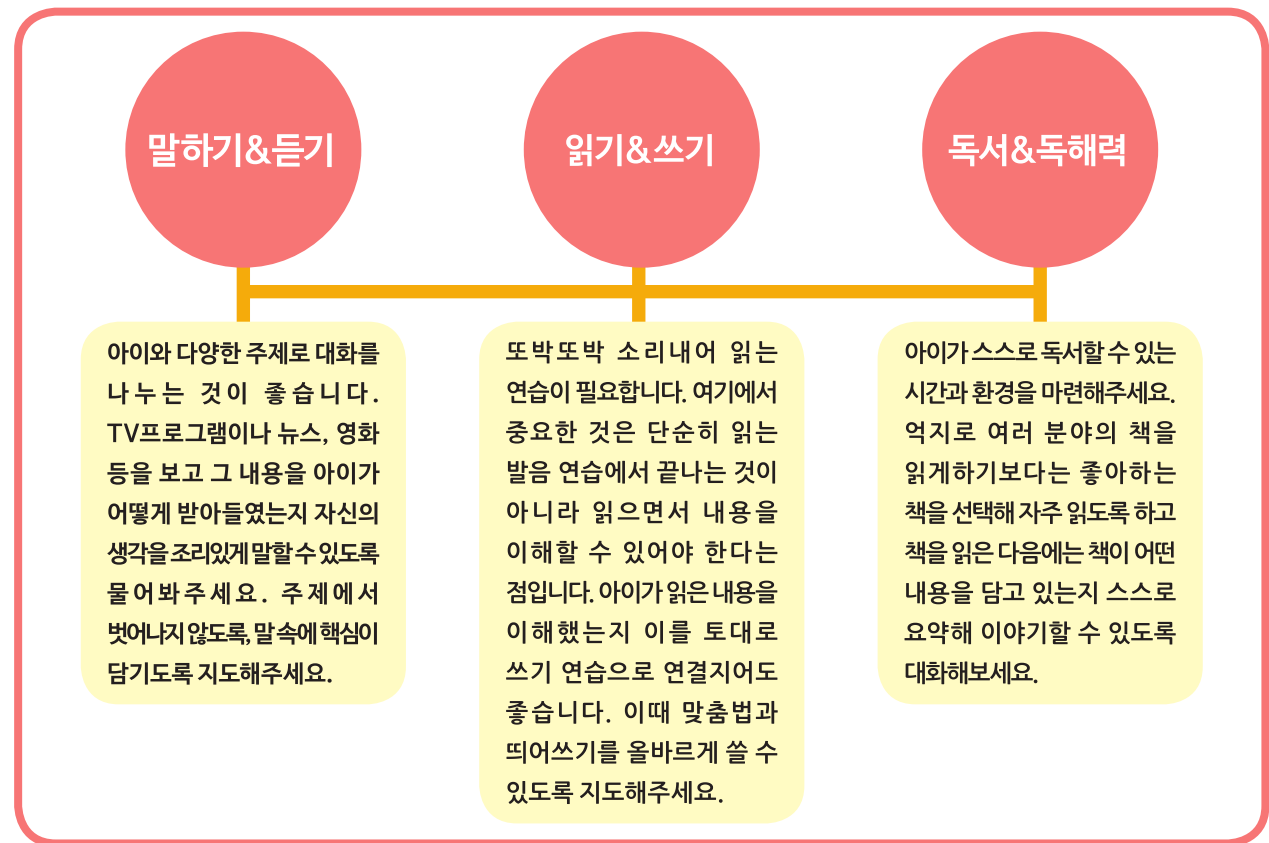 말하기&듣기
아이와 다양한 주제로 대화를
나누는 것이 좋습니다.
TV프로그램이나 뉴스, 영화
등을 보고 그 내용을 아이가
어떻게 받아들였는지 자신의
생각을 조리있게 말할 수 있도록
물어봐주세요. 주제에서
벗어나지 않도록, 말 속에 핵심이
담기도록 지도해주세요.
읽기&쓰기
또박또박 소리내어 읽는
연습이 필요합니다. 여기에서
중요한 것은 단순히 읽는
발음 연습에서 끝나는 것이
아니라 읽으면서 내용을
이해할 수 있어야 한다는
점입니다. 아이가 읽은 내용을
이해했는지 이를 토대로
쓰기 연습으로 연결지어도
좋습니다. 이때 맞춤법과
띄어쓰기를 올바르게 쓸 수
있도록 지도해주세요.
독서&독해력
아이가 스스로 독서할 수 있는
시간과 환경을 마련해주세요.
억지로 여러 분야의 책을
읽게하기보다는 좋아하는
책을 선택해 자주 읽도록 하고
책을 읽은 다음에는 책이 어떤
내용을 담고 있는지 스스로
요약해 이야기할 수 있도록
대화해보세요.